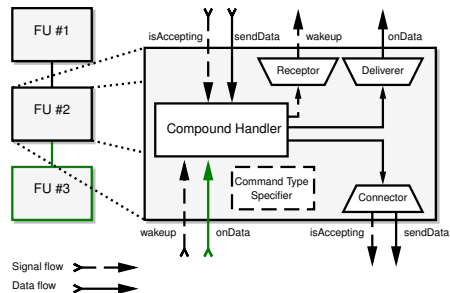 FU #1
isAccepting
sendData
wakeup
onData
Receptor
Deliverer
FU #2
Compound Handler
FU #3
Command Type
Specifier
Connector
wakeup
onData
isAccepting
sendData
Signal flow
Data flow